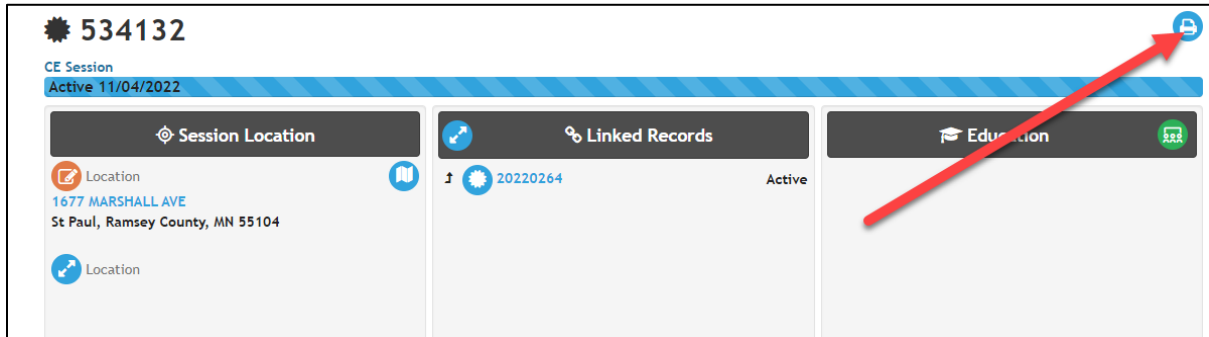 534132
CE Session
Active 11/04/2022
Session Location
Location
1677 MARSHALL AVE
St Paul, Ramsey County, MN 55104
Location
Linked Records
20220264 Active
Education